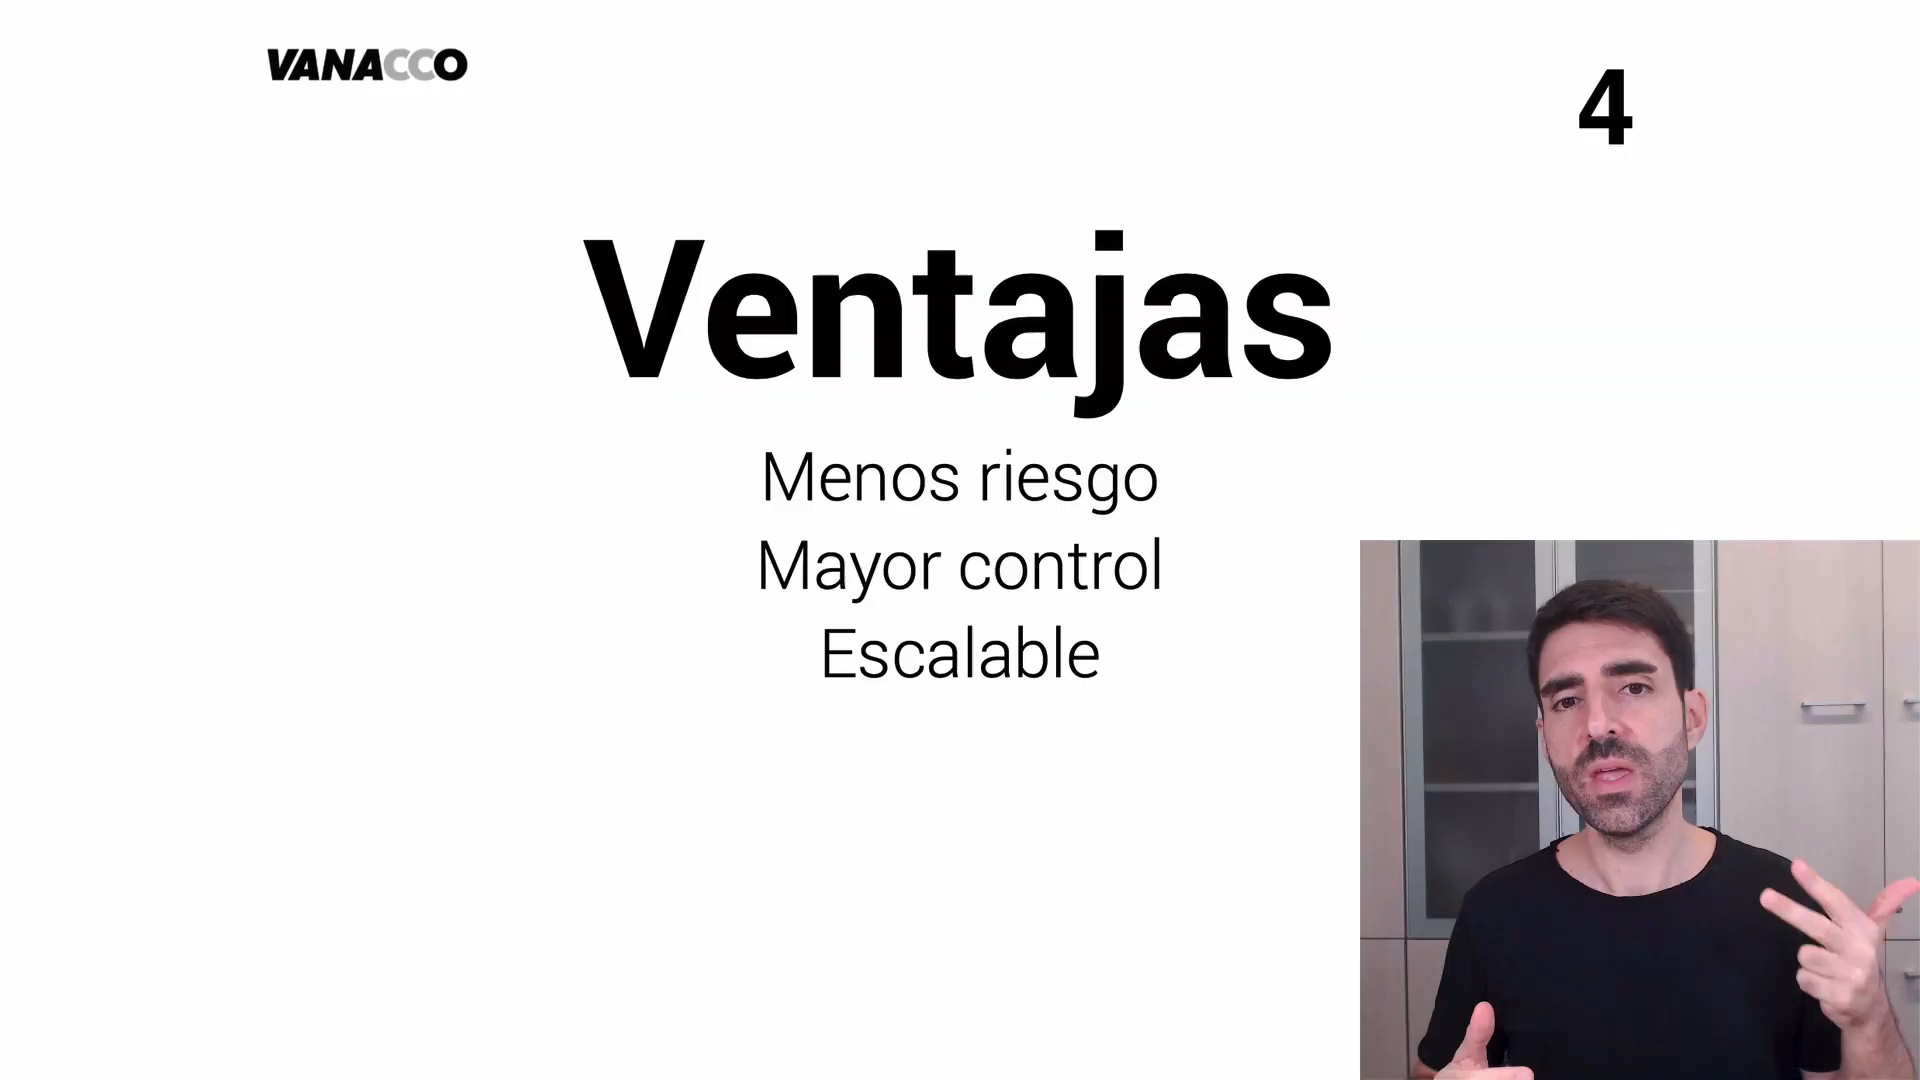 VANACCO
4
Ventajas
Menos riesgo
Mayor control
Escalable